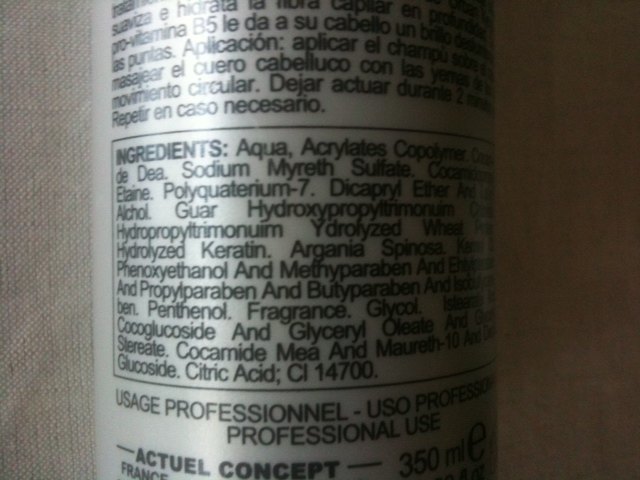 suaviza e hidrata la fibra capilar en
pro-vitamina B5 le da a su cabello un brillo
las puntas. Aplicación: aplicar el champú sobre el
masajear el cuero cabelluco con las yemas de
movimiento circular. Dejar actuar durante 2
Repetir en caso necesario.
INGREDIENTS: Aqua, Acrylates Copolymer.
de Dea. Sodium Myreth Sulfate.
Etaine. Polyquaterium-7. Dicapryl Ether And
Alchol. Guar Hydroxypropyltrimonuim
Hydropropyltrimonuim Ydrolyzed Wheat
Hydrolyzed Keratin. Argania Spinosa.
Phenoxyethanol And Methyparaben And
And Propylparaben And Butyparaben And
ben. Penthenol. Fragrance. Glycol.
Cocoglucoside And Glyceryl Oleate And
Stereate. Cocamide Mea And Maureth-10 And
Glucoside. Citric Acid; CI 14700.
USAGE PROFESSIONNEL - USO
PROFESSIONAL USE
ACTUEL CONCEPT
350 ml e
FRANCE